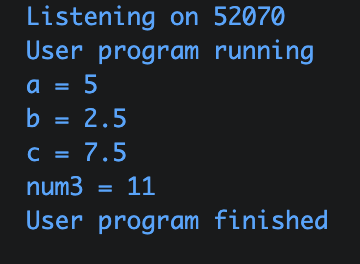 Listening on 52070
User program running
a = 5
b = 2.5
c = 7.5
num3 = 11
User program finished